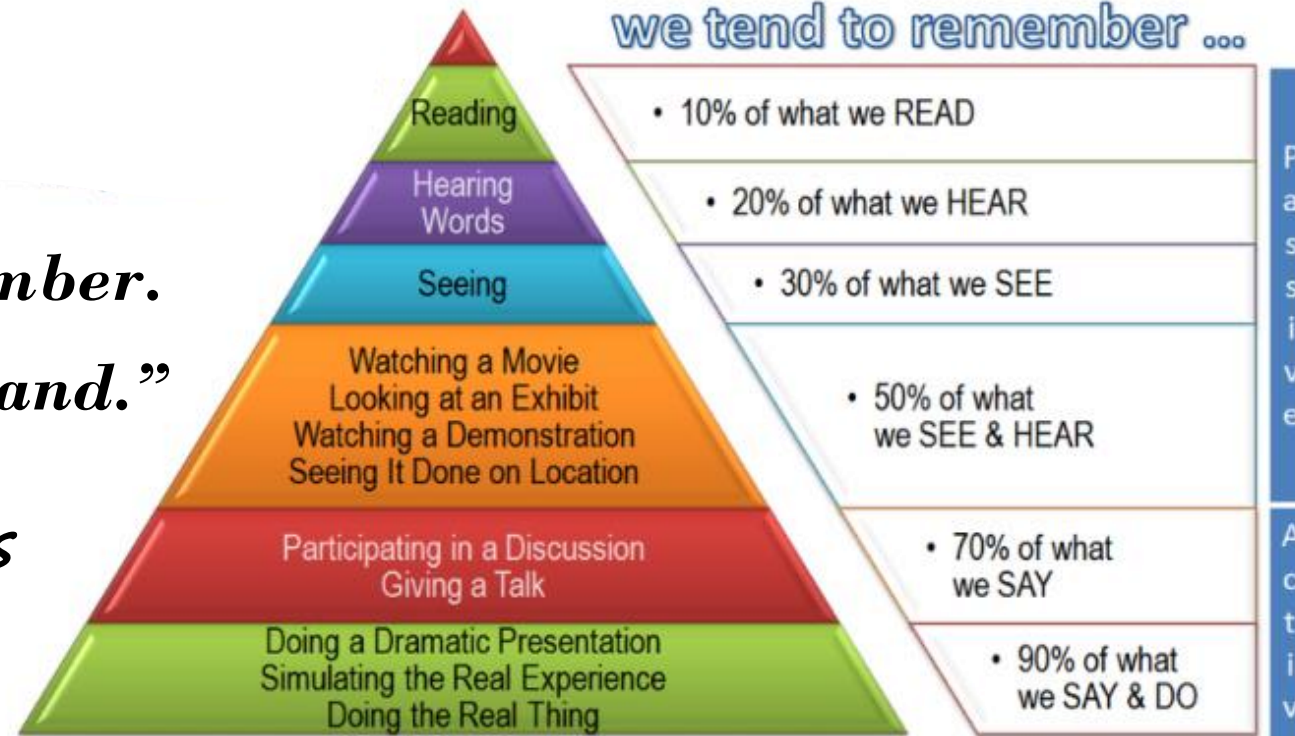 we tend to remember ...
Reading
• 10% of what we READ
Hearing
Words
• 20% of what we HEAR
Seeing
• 30% of what we SEE
Watching a Movie
Looking at an Exhibit
Watching a Demonstration
Seeing It Done on Location
• 50% of what
we SEE & HEAR
Participating in a Discussion
Giving a Talk
• 70% of what
we SAY
Doing a Dramatic Presentation
Simulating the Real Experience
Doing the Real Thing
• 90% of what
we SAY & DO
mber.
and.”
s